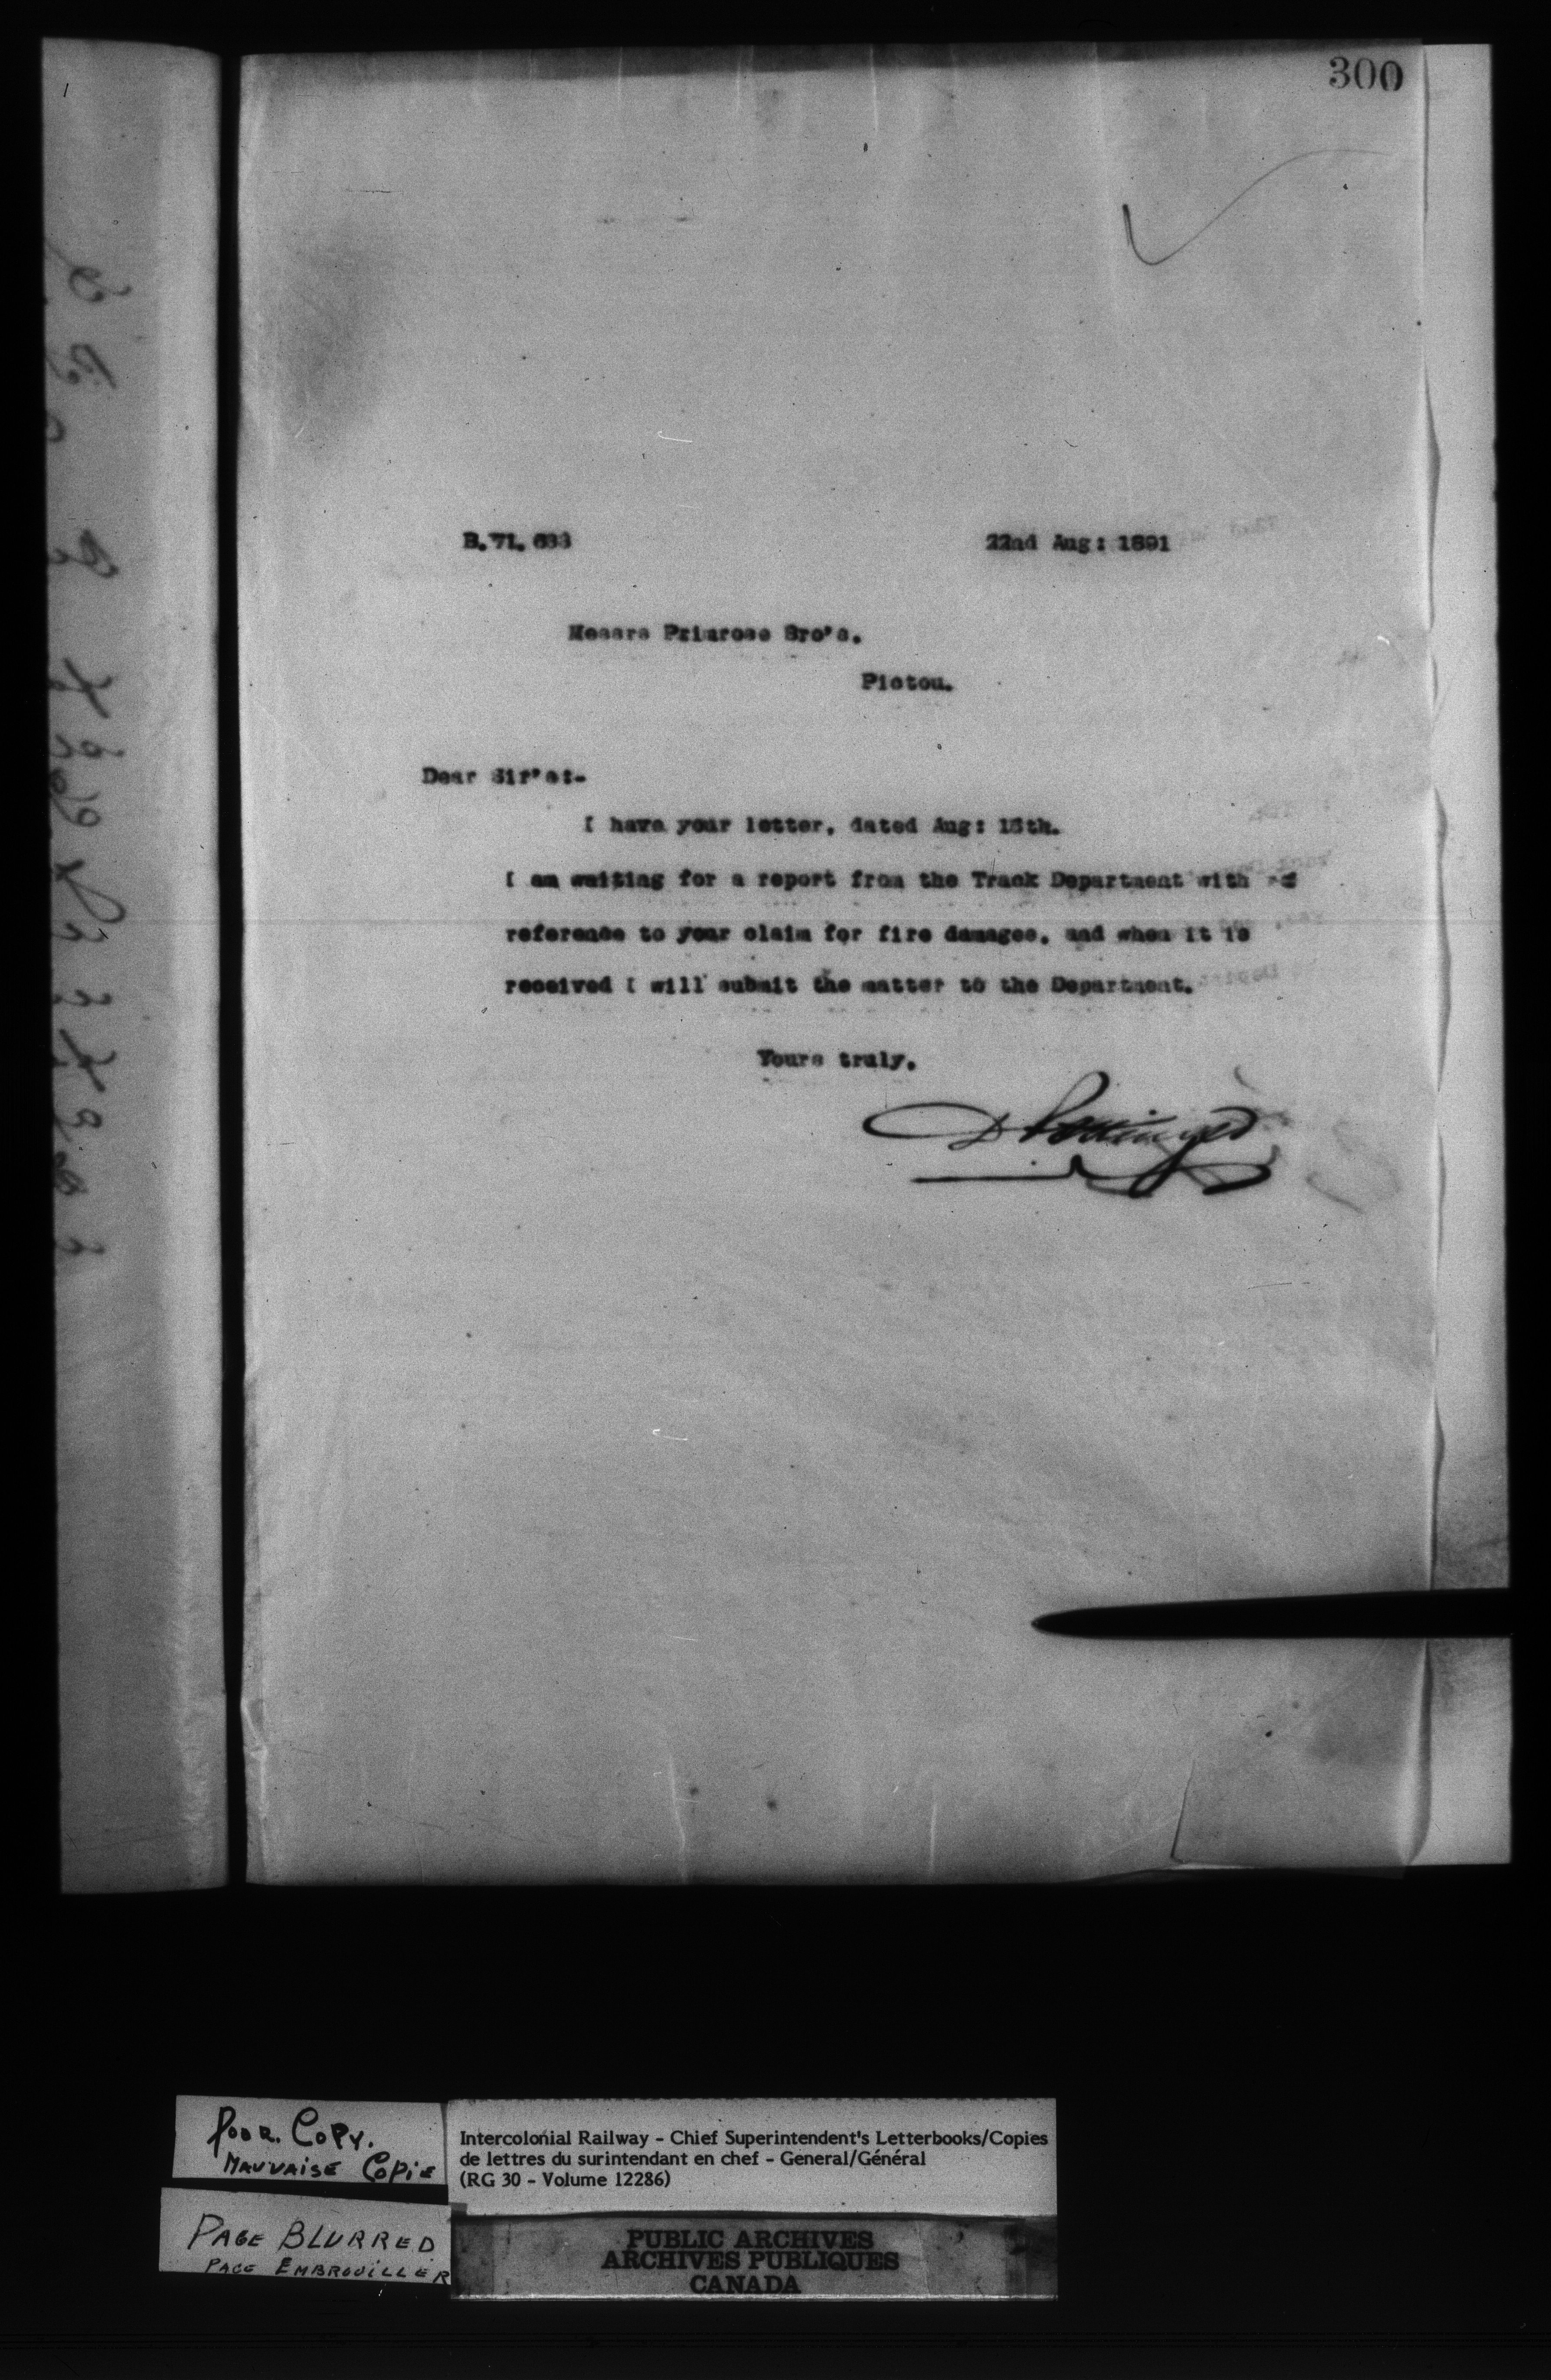 300
B. 71. 633
22nd Aug: 1891
Messrs Primrose Bro's.
Pictou.
Dear Sir's:-
I have your letter, dated Aug: 18th.
I am waiting for a report from the Track Department with
reference to your claim for fire damages, and when it is
received I will submit the matter to the Department.
Yours truly,
D Pottinger
POOR. COPY.
MAUVAISE COPIE
PAGE BLURRED
PAGE EMBROUILLER
Intercolonial Railway - Chief Superintendent's Letterbooks/Copies
de lettres du surintendant en chef - General/Général
(RG 30 - Volume 12286)
PUBLIC ARCHIVES
ARCHIVES PUBLIQUES
CANADA